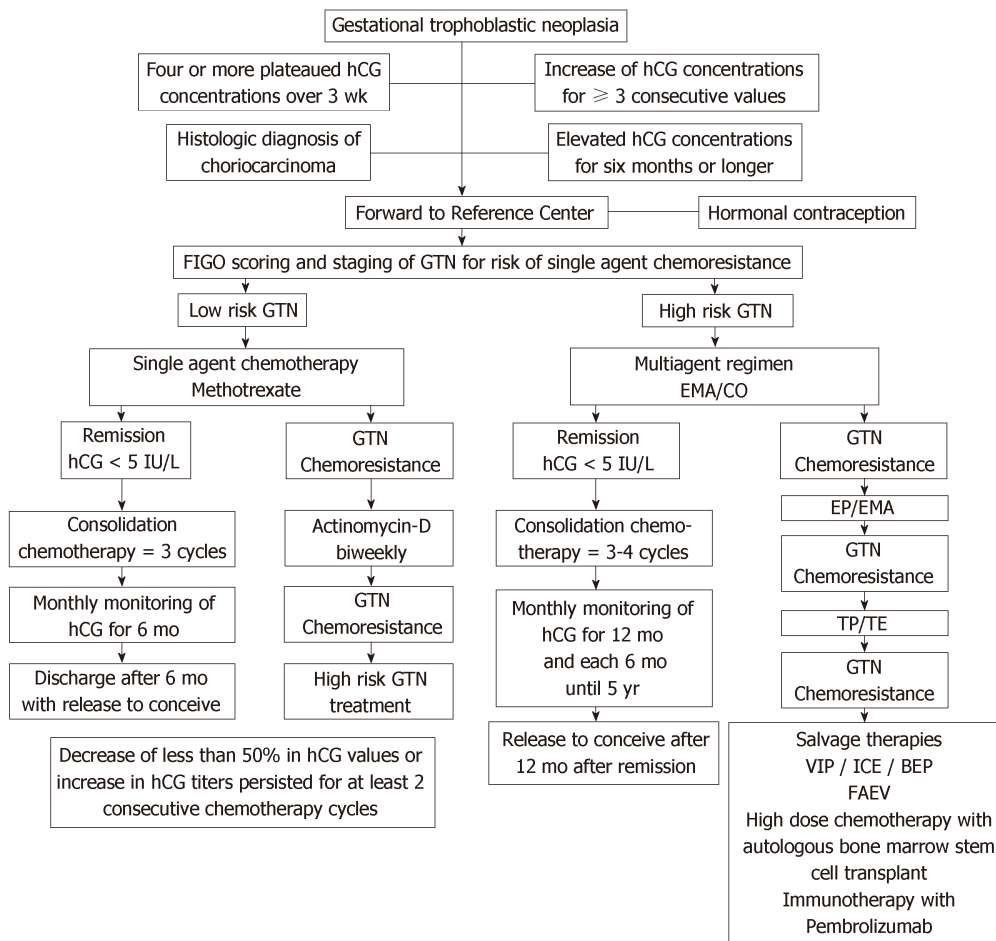 Gestational trophoblastic neoplasia
Four or more plateaued hCG
concentrations over 3 wk
Increase of hCG concentrations
for ⩾ 3 consecutive values
Histologic diagnosis of
choriocarcinoma
Elevated hCG concentrations
for six months or longer
Forward to Reference Center
Hormonal contraception
FIGO scoring and staging of GTN for risk of single agent chemoresistance
Low risk GTN
High risk GTN
Single agent chemotherapy
Methotrexate
Multiagent regimen
EMA/CO
Remission
hCG < 5 IU/L
GTN
Chemoresistance
Remission
hCG < 5 IU/L
GTN
Chemoresistance
Consolidation
chemotherapy = 3 cycles
Actinomycin-D
biweekly
Consolidation chemo-
therapy = 3-4 cycles
EP/EMA
GTN
Chemoresistance
Monthly monitoring of
hCG for 6 mo
GTN
Chemoresistance
Monthly monitoring of
hCG for 12 mo
and each 6 mo
until 5 yr
TP/TE
GTN
Chemoresistance
Discharge after 6 mo
with release to conceive
High risk GTN
treatment
Release to conceive after
12 mo after remission
Salvage therapies
VIP / ICE / BEP
FAEV
High dose chemotherapy with
autologous bone marrow stem
cell transplant
Immunotherapy with
Pembrolizumab
Decrease of less than 50% in hCG values or
increase in hCG titers persisted for at least 2
consecutive chemotherapy cycles